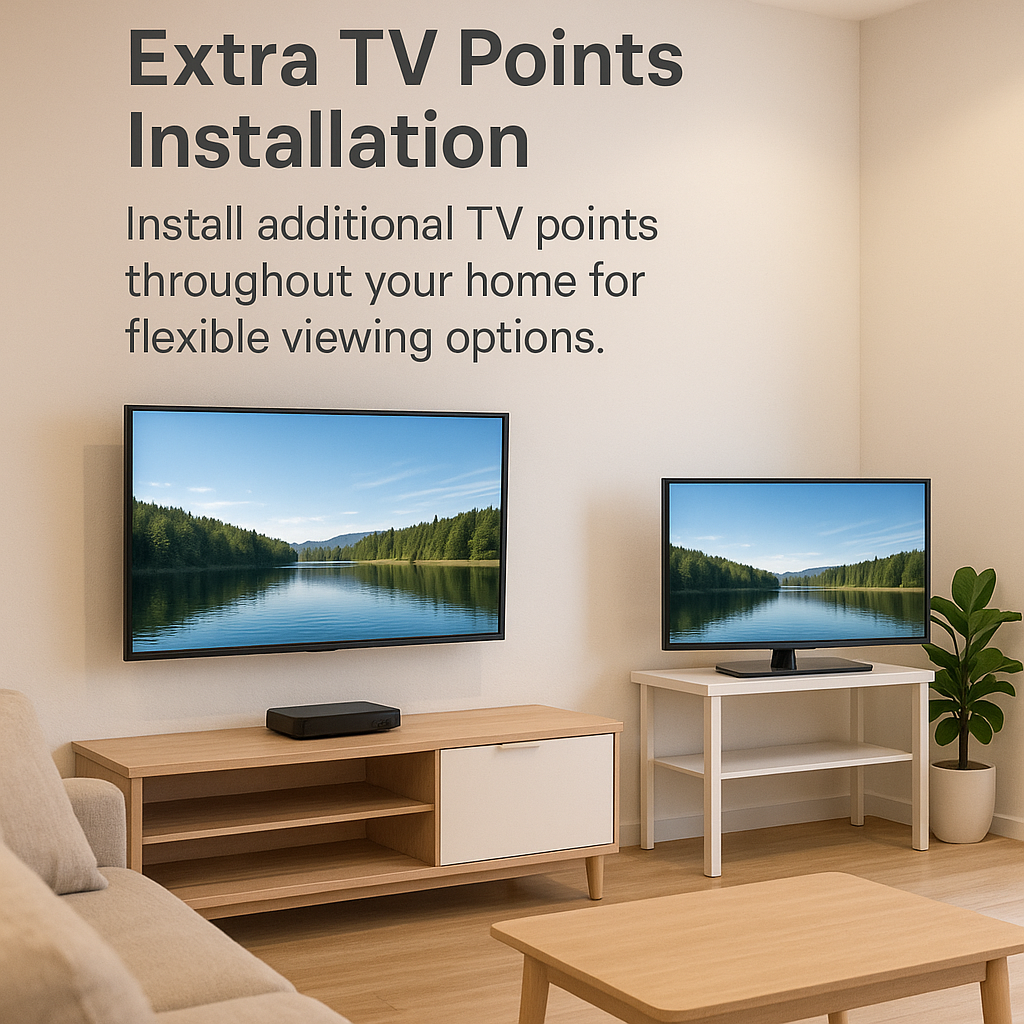 Extra TV Points
Installation
Install additional TV points
throughout your home for
flexible viewing options.